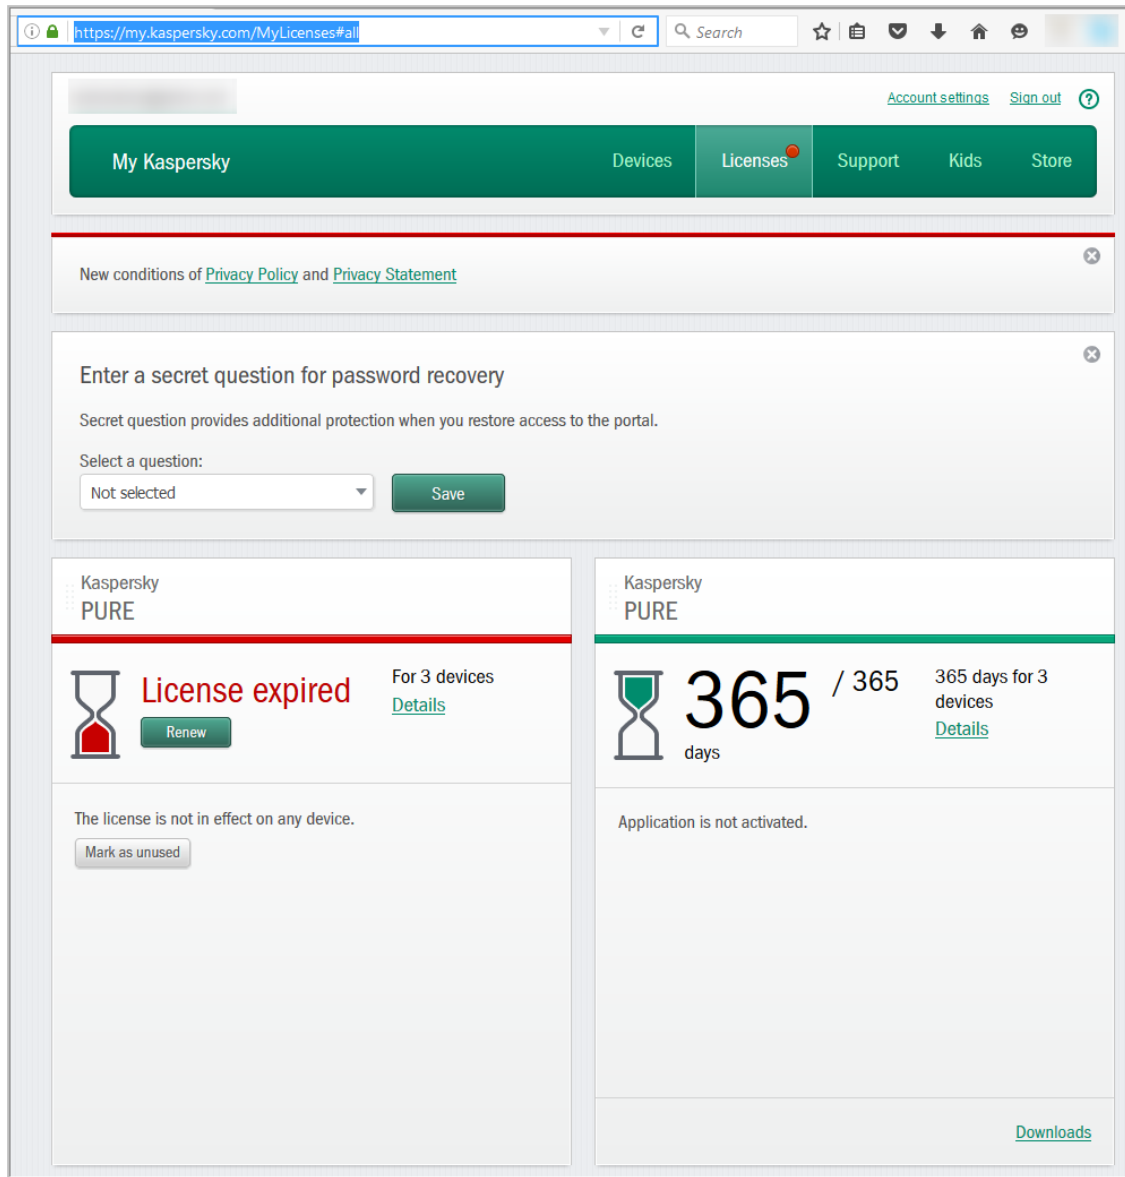 https://my.kaspersky.com/MyLicenses#all
Search
Account settings Sign out ?
My Kaspersky Devices Licenses Support Kids Store
New conditions of Privacy Policy and Privacy Statement
Enter a secret question for password recovery
Secret question provides additional protection when you restore access to the portal.
Select a question:
Not selected Save
Kaspersky
PURE
License expired
Renew
For 3 devices
Details
The license is not in effect on any device.
Mark as unused
Kaspersky
PURE
365 / 365
days
365 days for 3
devices
Details
Application is not activated.
Downloads